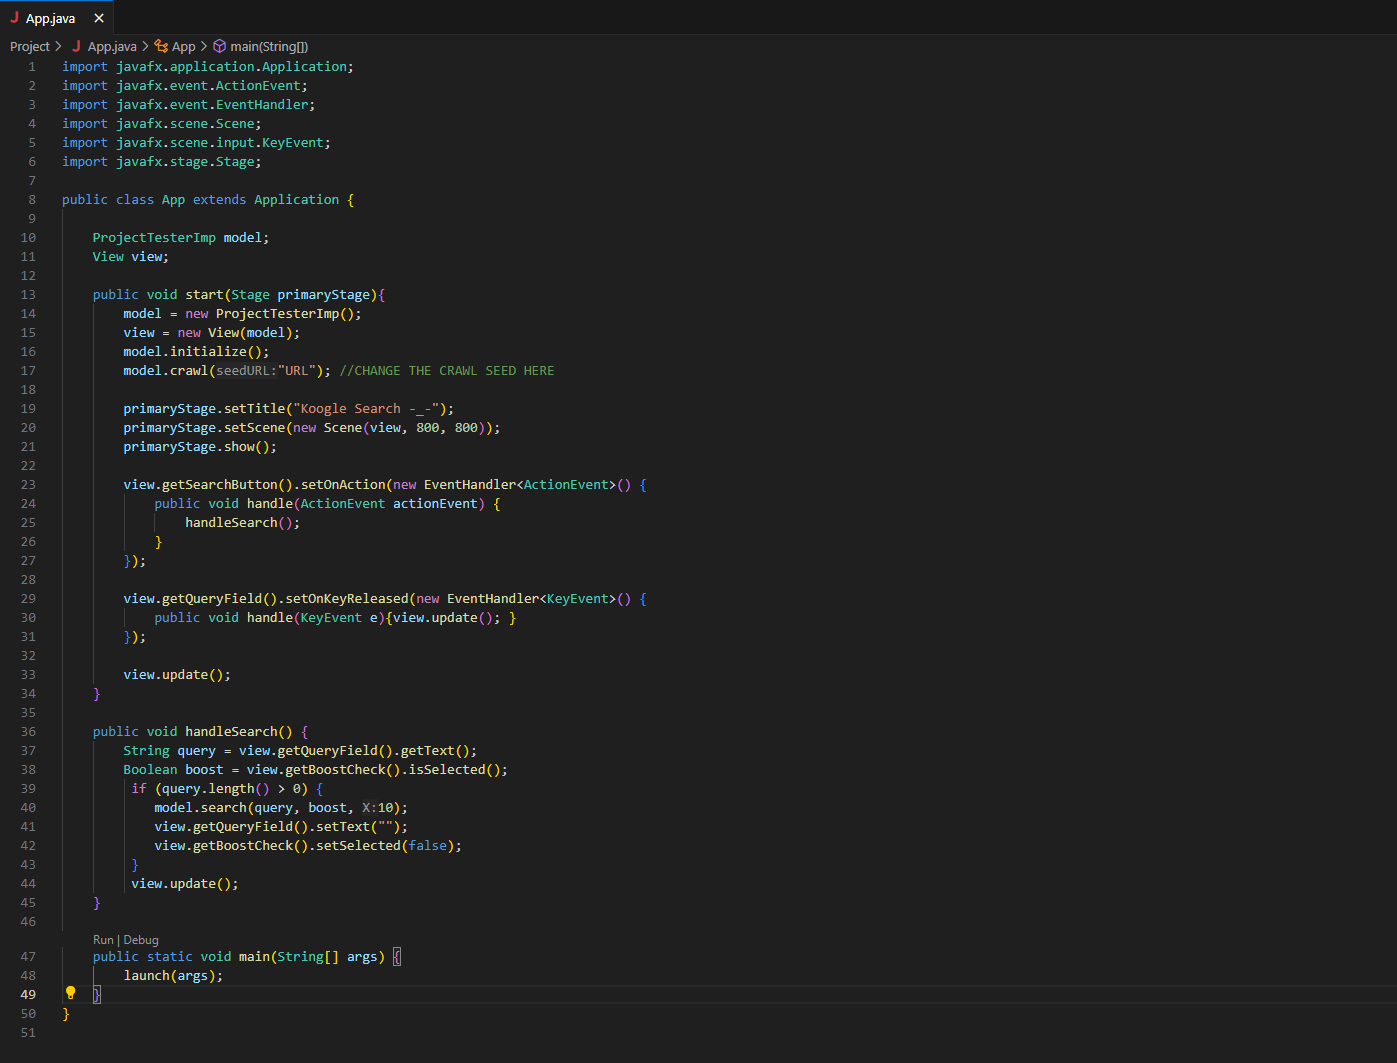 J App.java ×
Project > J App.java > App > main(String[])
1 import javafx.application.Application;
2 import javafx.event.ActionEvent;
3 import javafx.event.EventHandler;
4 import javafx.scene.Scene;
5 import javafx.scene.input.KeyEvent;
6 import javafx.stage.Stage;
7
8 public class App extends Application {
9
10     ProjectTesterImp model;
11     View view;
12
13     public void start(Stage primaryStage){
14         model = new ProjectTesterImp();
15         view = new View(model);
16         model.initialize();
17         model.crawl(seedURL:"URL"); //CHANGE THE CRAWL SEED HERE
18
19         primaryStage.setTitle("Koogle Search -_-");
20         primaryStage.setScene(new Scene(view, 800, 800));
21         primaryStage.show();
22
23         view.getSearchButton().setOnAction(new EventHandler<ActionEvent>() {
24             public void handle(ActionEvent actionEvent) {
25                 handleSearch();
26             }
27         });
28
29         view.getQueryField().setOnKeyReleased(new EventHandler<KeyEvent>() {
30             public void handle(KeyEvent e){view.update(); }
31         });
32
33         view.update();
34     }
35
36     public void handleSearch() {
37         String query = view.getQueryField().getText();
38         Boolean boost = view.getBoostCheck().isSelected();
39          if (query.length() > 0) {
40             model.search(query, boost, X:10);
41             view.getQueryField().setText("");
42             view.getBoostCheck().setSelected(false);
43          }
44          view.update();
45     }
46
Run | Debug
47     public static void main(String[] args) {
48         launch(args);
49     }
50 }
51